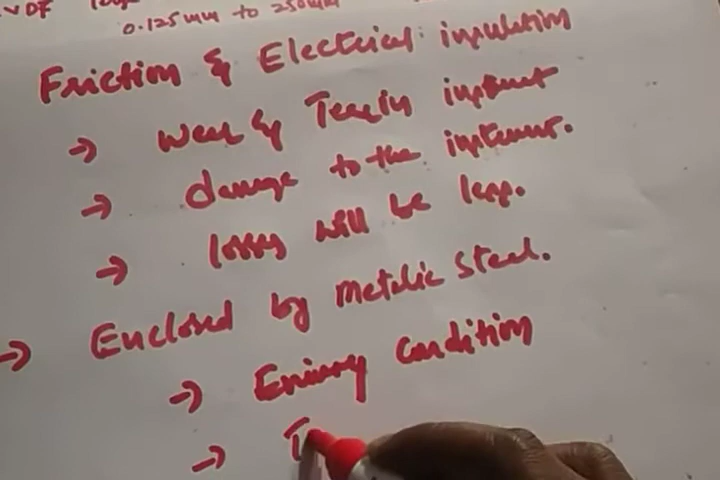 0.125mm to 250mm
Friction & Electrical: insulation
→ Wear & Tear in
→ damage to the
→ losses will be less.
→ Enclosed by Metalic Steel.
→ condition
→ T